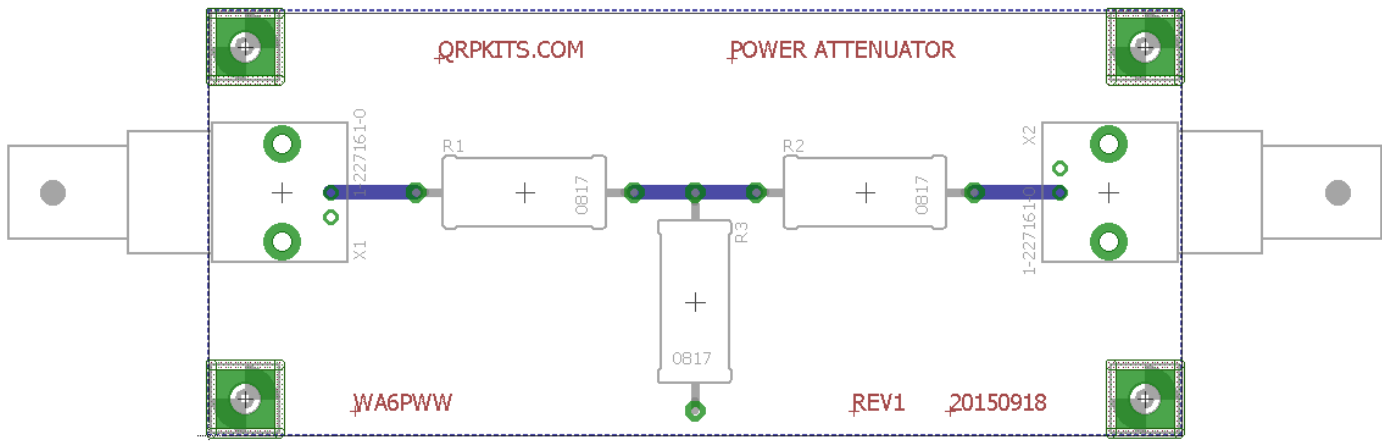 QRPKITS.COM POWER ATTENUATOR
1-227161-0
X1
R1
0817
R2
0817
X2
1-227161-0
R3
0817
WA6PWW REV1 20150918